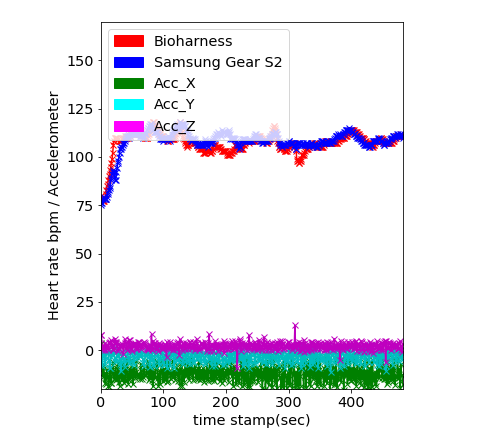 Bioharness
Samsung Gear S2
Acc_X
Acc_Y
Acc_Z
Heart rate bpm / Accelerometer
150
125
100
75
50
25
0
0 100 200 300 400
time stamp(sec)